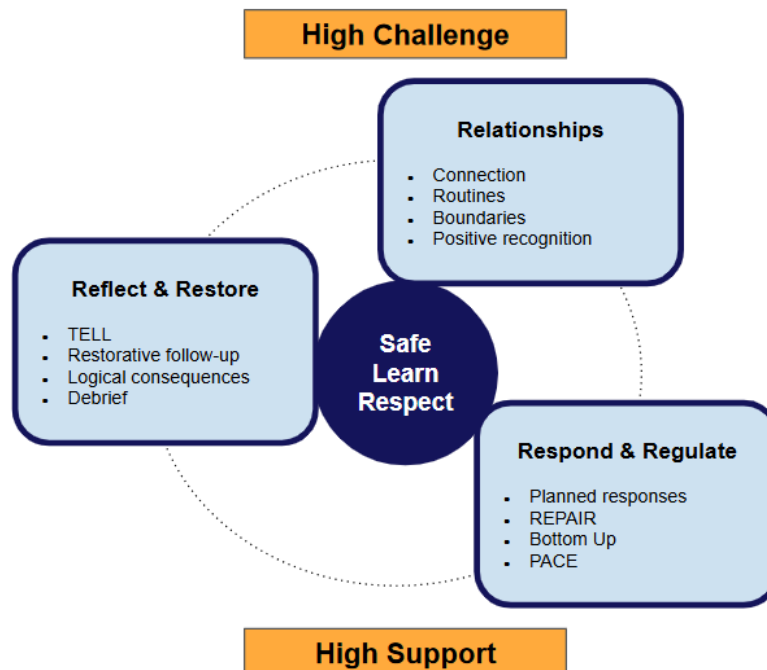 High Challenge
Relationships
▪ Connection
▪ Routines
▪ Boundaries
▪ Positive recognition
Reflect & Restore
▪ TELL
▪ Restorative follow-up
▪ Logical consequences
▪ Debrief
Safe
Learn
Respect
Respond & Regulate
▪ Planned responses
▪ REPAIR
▪ Bottom Up
▪ PACE
High Support